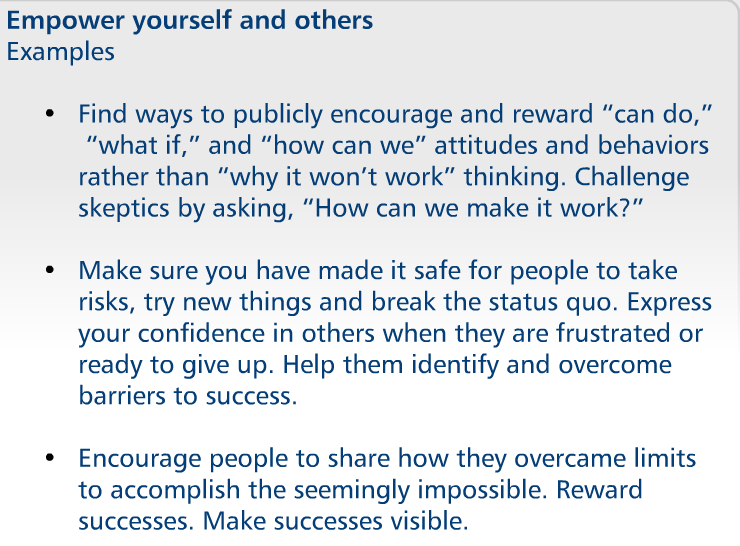 Empower yourself and others
Examples
• Find ways to publicly encourage and reward “can do,”
“what if,” and “how can we” attitudes and behaviors
rather than “why it won’t work” thinking. Challenge
skeptics by asking, “How can we make it work?”
• Make sure you have made it safe for people to take
risks, try new things and break the status quo. Express
your confidence in others when they are frustrated or
ready to give up. Help them identify and overcome
barriers to success.
• Encourage people to share how they overcame limits
to accomplish the seemingly impossible. Reward
successes. Make successes visible.